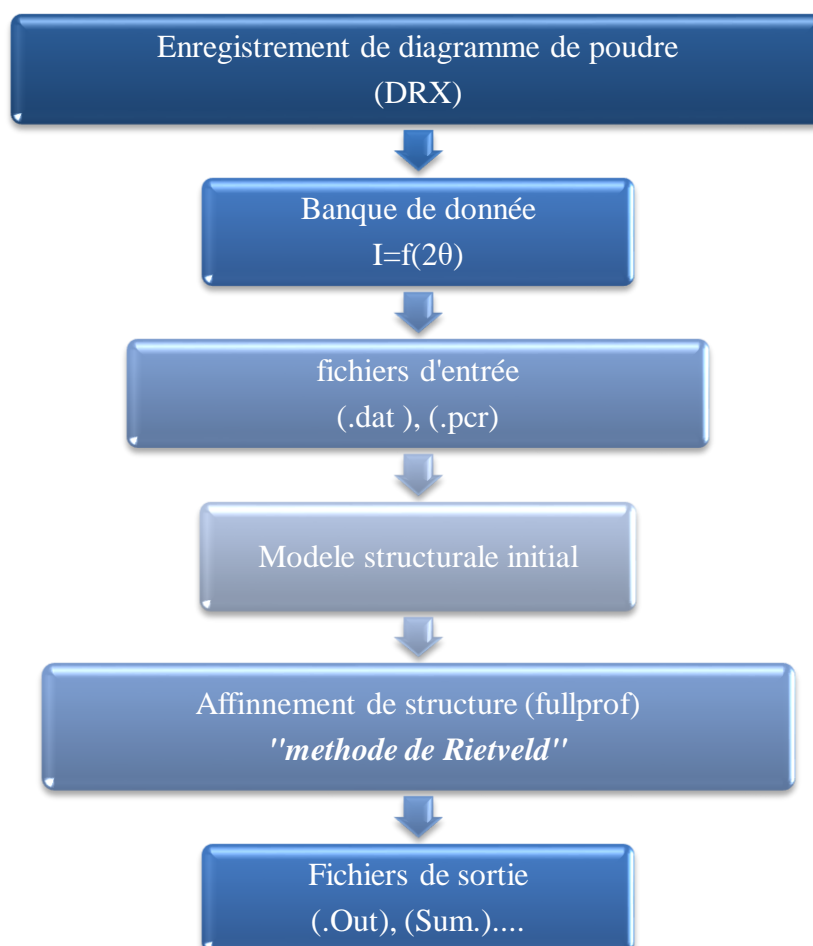 Enregistrement de diagramme de poudre
(DRX)
Banque de donnée
I=f(2θ)
fichiers d'entrée
(.dat ), (.pcr)
Modele structurale initial
Affinnement de structure (fullprof)
"methode de Rietveld"
Fichiers de sortie
(.Out), (Sum.)....